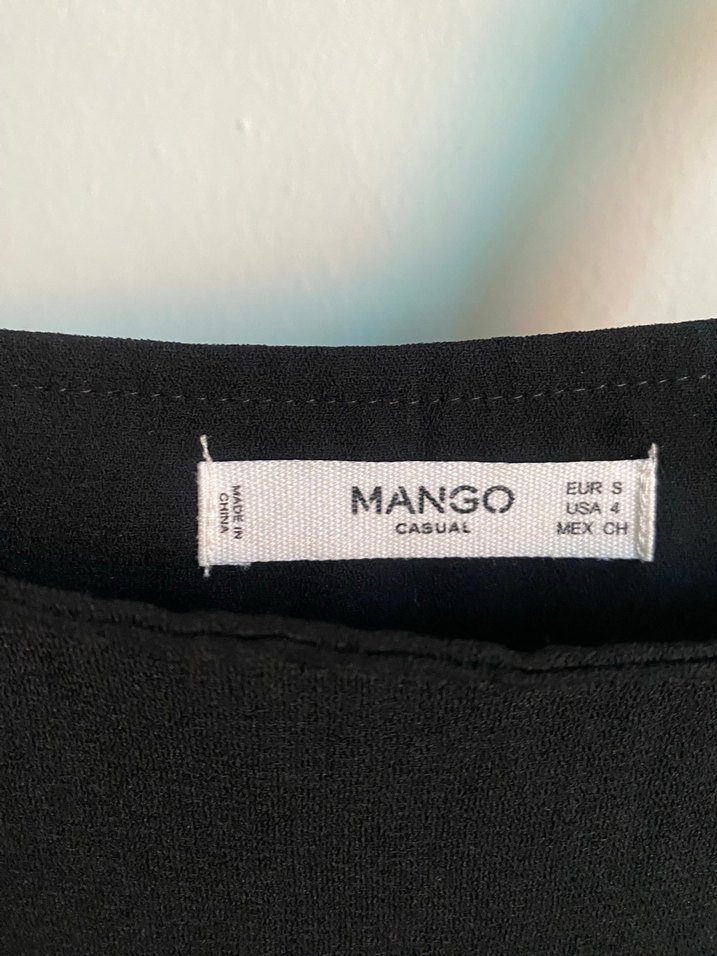 MADE IN
CHINA
MANGO
CASUAL
EUR S
USA 4
MEX CH